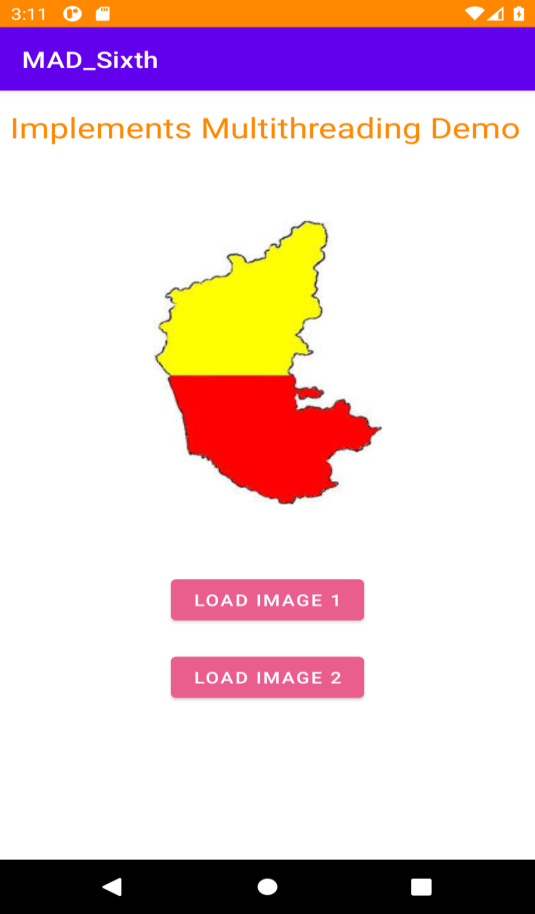 3:11
MAD_Sixth
Implements Multithreading Demo
LOAD IMAGE 1
LOAD IMAGE 2